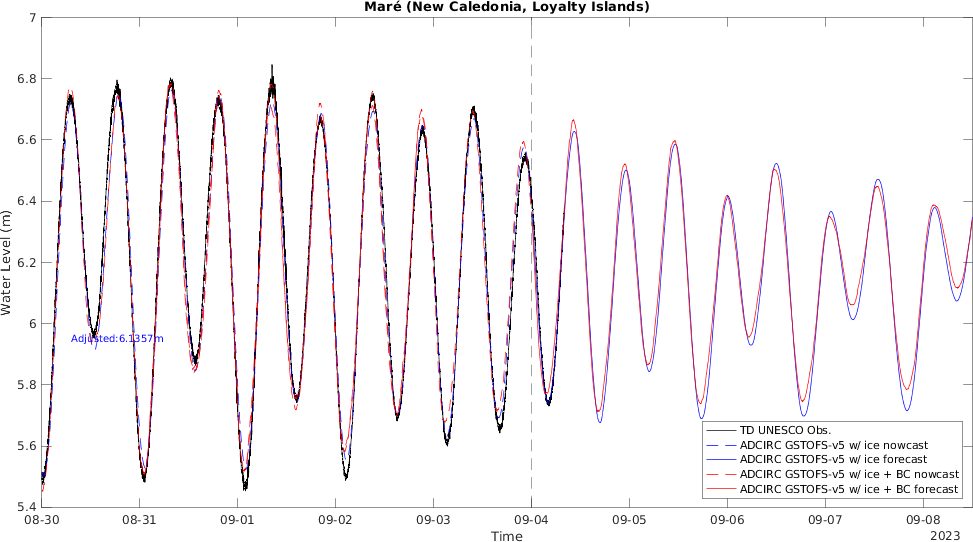 Maré (New Caledonia, Loyalty Islands)
7
6.8
6.6
6.4
6.2
6
5.8
5.6
5.4
Water Level (m)
Adjusted:6.1357m
TD UNESCO Obs.
ADCIRC GSTOFS-v5 w/ ice nowcast
ADCIRC GSTOFS-v5 w/ ice forecast
ADCIRC GSTOFS-v5 w/ ice + BC nowcast
ADCIRC GSTOFS-v5 w/ ice + BC forecast
08-30 08-31 09-01 09-02 09-03 09-04 09-05 09-06 09-07 09-08
Time
2023